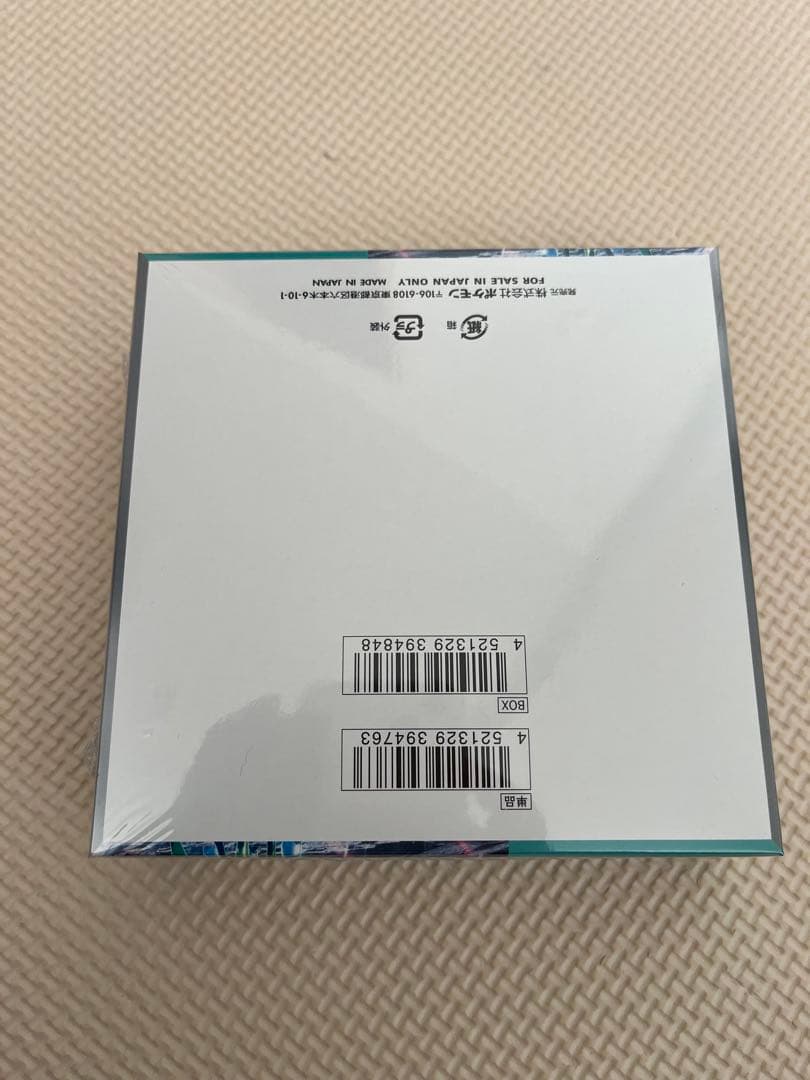 単品
4 521329 394763
BOX
4 521329 394848
紙 箱 プラ 外装
発売元 株式会社 ポケモン 〒106-6108 東京都港区六本木6-10-1
FOR SALE IN JAPAN ONLY MADE IN JAPAN